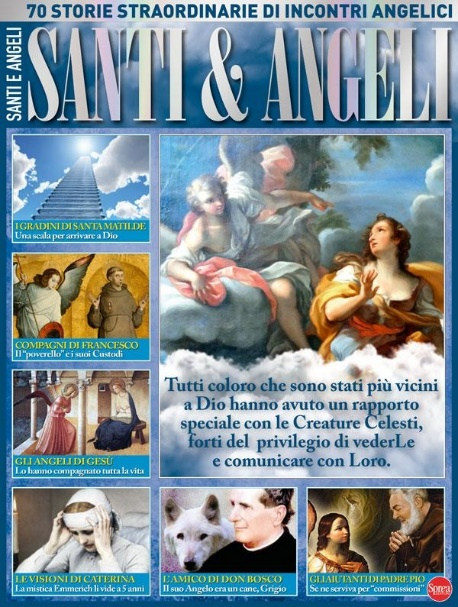 70 STORIE STRAORDINARIE DI INCONTRI ANGELICI
SANTI E ANGELI
SANTI & ANGELI
I GRADINI DI SANTA MATILDE
Una scala per arrivare a Dio
COMPAGNI DI FRANCESCO
Il "poverello" e i suoi Custodi
GLI ANGELI DI GESÙ
Lo hanno compagnato tutta la vita
Tutti coloro che sono stati più vicini
a Dio hanno avuto un rapporto
speciale con le Creature Celesti,
forti del privilegio di vederLe
e comunicare con Loro.
LE VISIONI DI CATERINA
La mistica Emmerich li vide a 5 anni
L'AMICO DI DON BOSCO
Il suo Angelo era un cane, Grigio
GLI AIUTANTI DI PADRE PIO
Se ne serviva per "commissioni"
Sprea